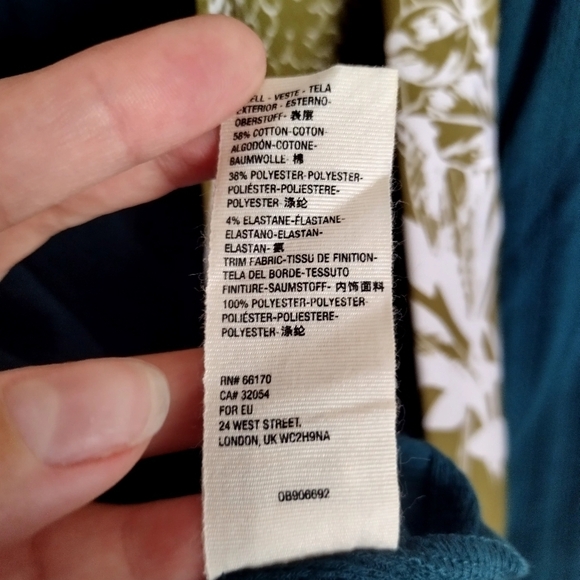 VESTE - TELA
EXTERIOR - ESTERNO-
OBERSTOFF- 表层
58% COTTON-COTON-
ALGODÓN-COTONE-
BAUMWOLLE- 棉
38% POLYESTER-POLYESTER-
POLIÉSTER-POLIESTERE-
POLYESTER-涤纶
4% ELASTANE-ÉLASTANE-
ELASTANO-ELASTAN-
ELASTAN-氨
TRIM FABRIC-TISSU DE FINITION-
TELA DEL BORDE-TESSUTO
FINITURE-SAUMSTOFF- 内饰面料
100% POLYESTER-POLYESTER-
POLIÉSTER-POLIESTERE-
POLYESTER-涤纶
RN# 66170
CA# 32054
FOR EU
24 WEST STREET,
LONDON, UK WC2H9NA
0B906692